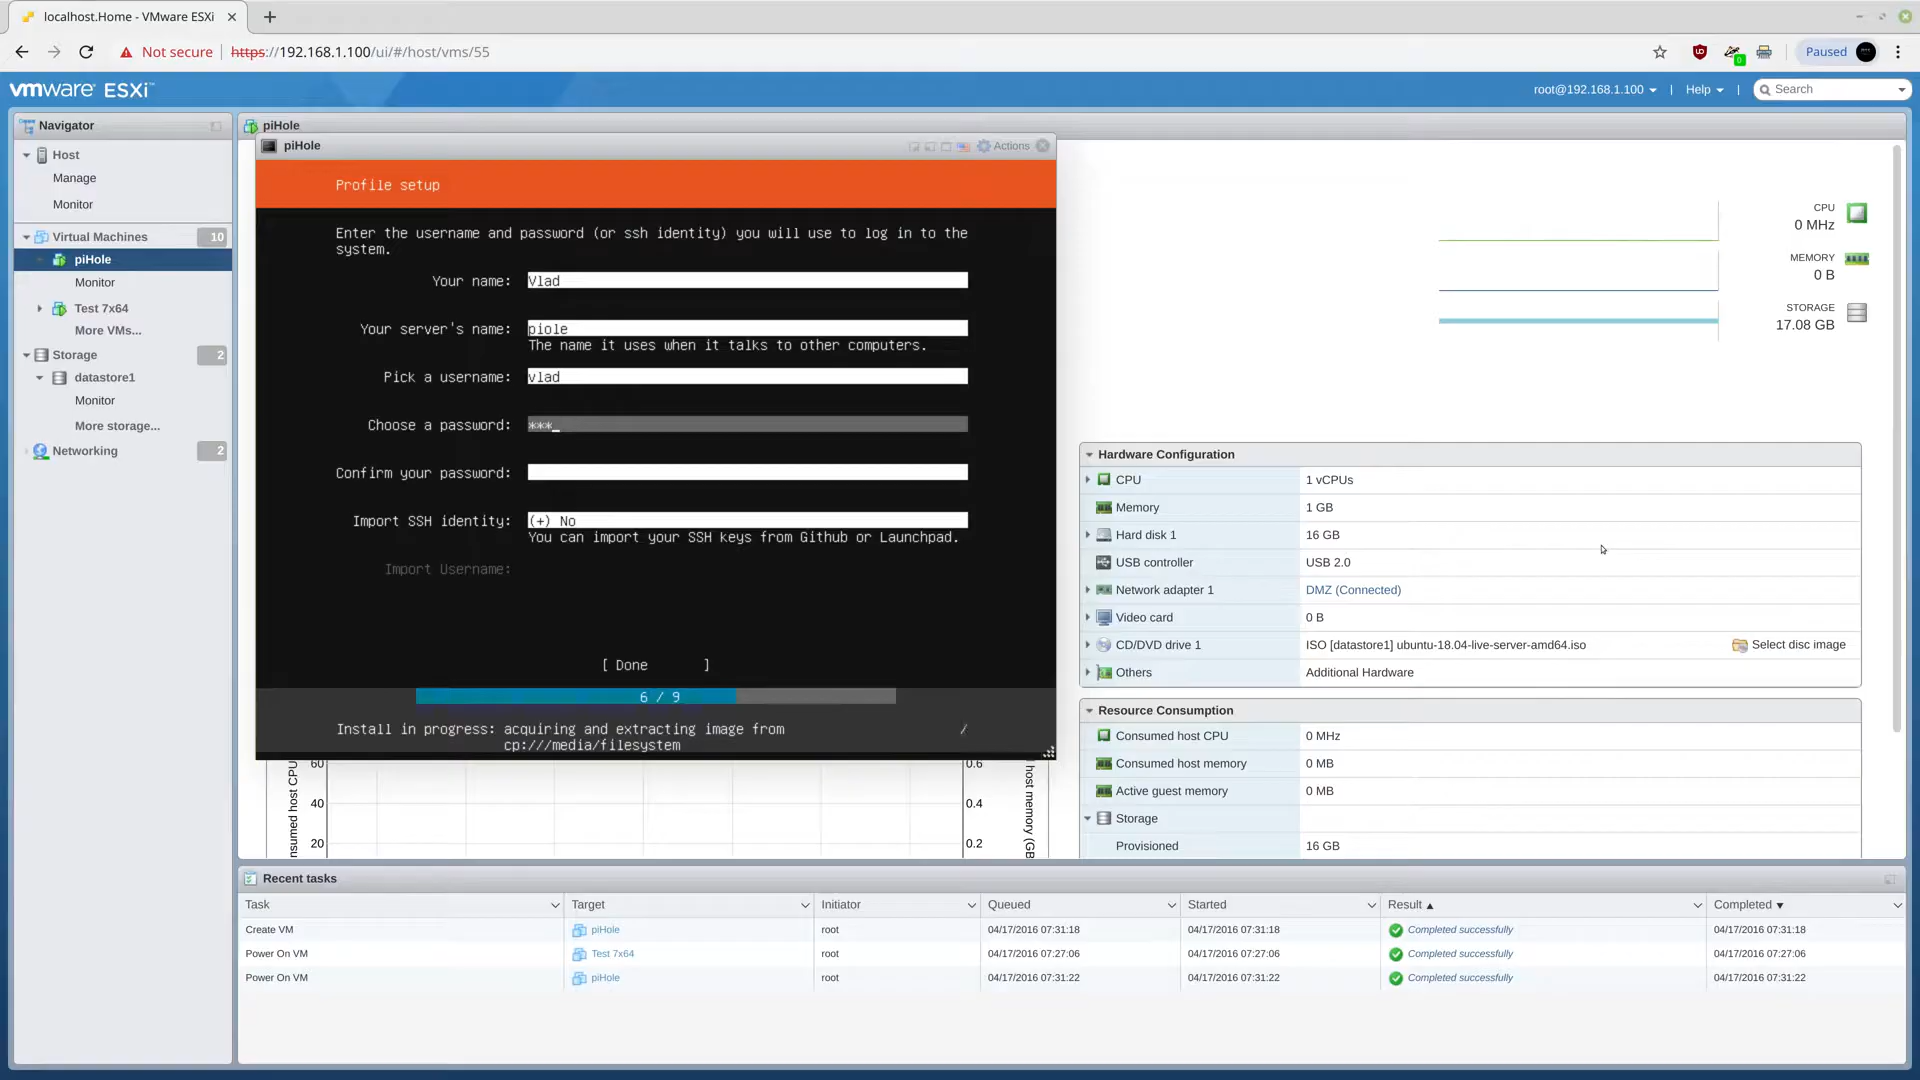 localhost.Home - VMware ESXi
Not secure
https://192.168.1.100/ui/#/host/vms/55
0
Paused
vmware ESXi™
root@192.168.1.100
Help
Search
Navigator
Host
Manage
Monitor
Virtual Machines 10
piHole
Monitor
Test 7x64
More VMs...
Storage 2
datastore1
Monitor
More storage...
Networking 2
piHole
piHole
Actions
Profile setup
Enter the username and password (or ssh identity) you will use to log in to the
system.
Your name: Vlad
Your server's name: piole
The name it uses when it talks to other computers.
Pick a username: vlad
Choose a password: ***_
Confirm your password:
Import SSH identity: (+) No
You can import your SSH keys from Github or Launchpad.
Import Username:
[ Done ]
6 / 9
Install in progress: acquiring and extracting image from /
cp:///media/filesystem
CPU
0 MHz
MEMORY
0 B
STORAGE
17.08 GB
Hardware Configuration
CPU 1 vCPUs
Memory 1 GB
Hard disk 1 16 GB
USB controller USB 2.0
Network adapter 1 DMZ (Connected)
Video card 0 B
CD/DVD drive 1 ISO [datastore1] ubuntu-18.04-live-server-amd64.iso Select disc image
Others Additional Hardware
Resource Consumption
Consumed host CPU 0 MHz
Consumed host memory 0 MB
Active guest memory 0 MB
Storage
Provisioned 16 GB
nsumed host CPU
60
40
20
0.6
0.4
0.2
host memory (GB
Recent tasks
Task Target Initiator Queued Started Result Completed
Create VM piHole root 04/17/2016 07:31:18 04/17/2016 07:31:18 Completed successfully 04/17/2016 07:31:18
Power On VM Test 7x64 root 04/17/2016 07:27:06 04/17/2016 07:27:06 Completed successfully 04/17/2016 07:27:06
Power On VM piHole root 04/17/2016 07:31:22 04/17/2016 07:31:22 Completed successfully 04/17/2016 07:31:22